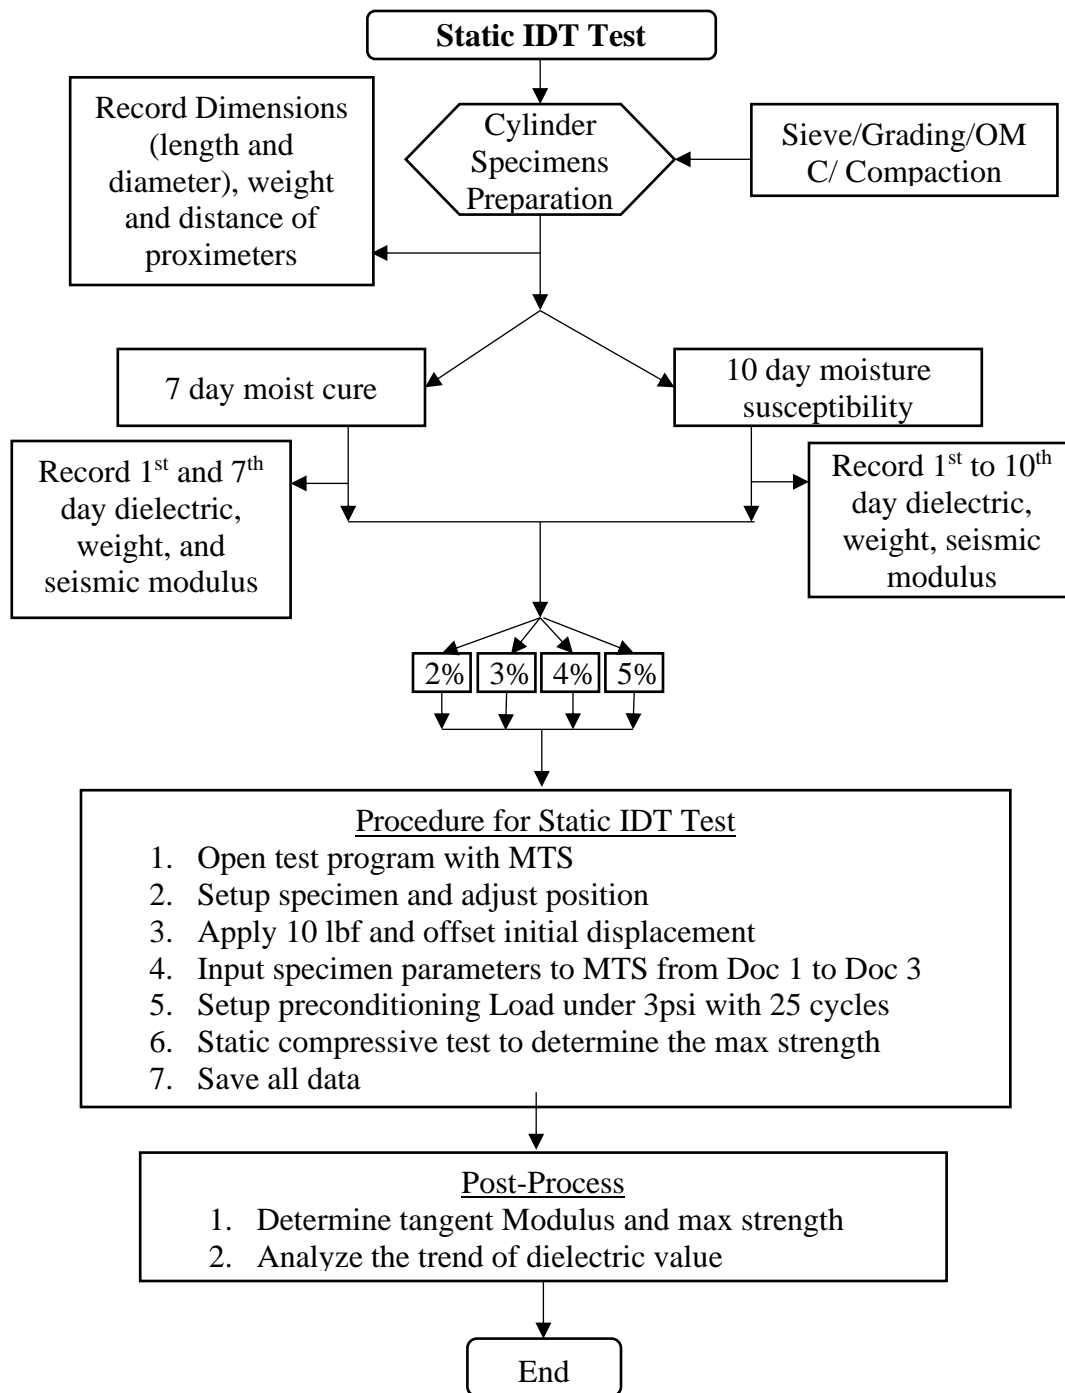 Static IDT Test
Record Dimensions
(length and
diameter), weight
and distance of
proximeters
Cylinder
Specimens
Preparation
Sieve/Grading/OM
C/ Compaction
7 day moist cure
10 day moisture
susceptibility
Record 1st and 7th
day dielectric,
weight, and
seismic modulus
Record 1st to 10th
day dielectric,
weight, seismic
modulus
2% 3% 4% 5%
Procedure for Static IDT Test
1. Open test program with MTS
2. Setup specimen and adjust position
3. Apply 10 lbf and offset initial displacement
4. Input specimen parameters to MTS from Doc 1 to Doc 3
5. Setup preconditioning Load under 3psi with 25 cycles
6. Static compressive test to determine the max strength
7. Save all data
Post-Process
1. Determine tangent Modulus and max strength
2. Analyze the trend of dielectric value
End